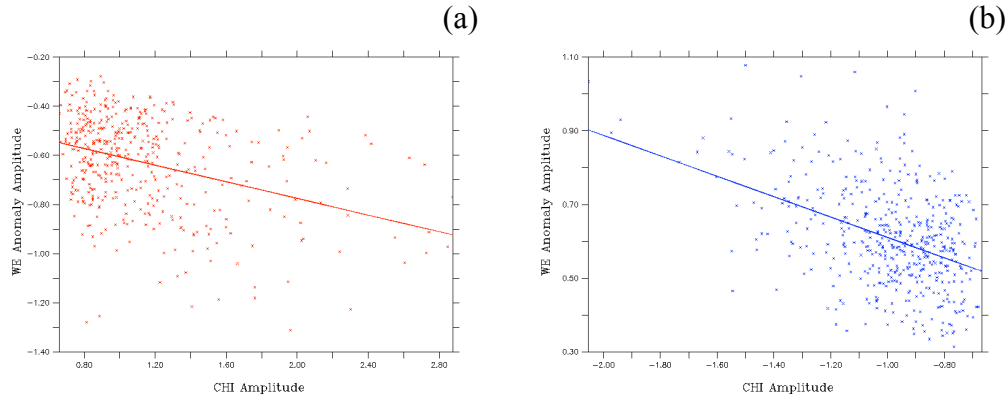 (a)
(b)
−0.20
−0.40
−0.60
−0.80
−1.00
−1.20
−1.40
WE Anomaly Amplitude
0.80 1.20 1.60 2.00 2.40 2.80
CHI Amplitude
1.10
0.90
0.70
0.50
0.30
WE Anomaly Amplitude
−2.00 −1.80 −1.60 −1.40 −1.20 −1.00 −0.80
CHI Amplitude